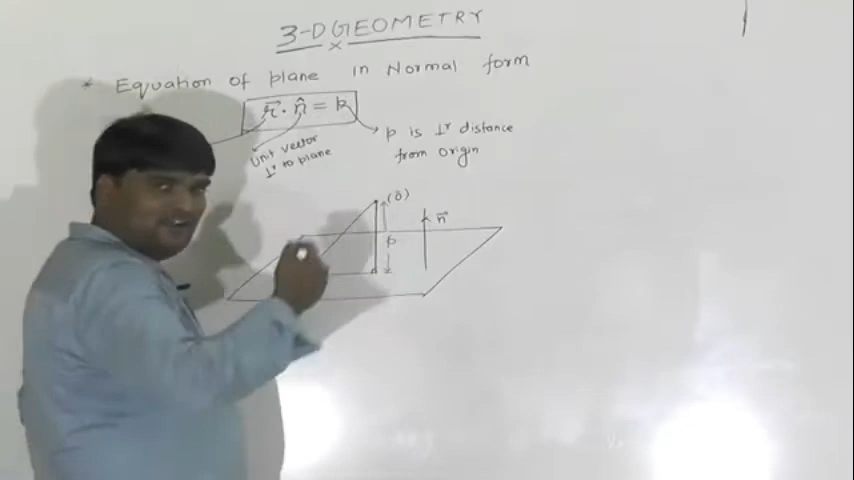 3-D GEOMETRY
* Equation of plane in Normal form
r⃗ · n̂ = p
p is ⊥r distance
from origin
Unit vector
⊥r to plane
(0⃗)
n⃗
p